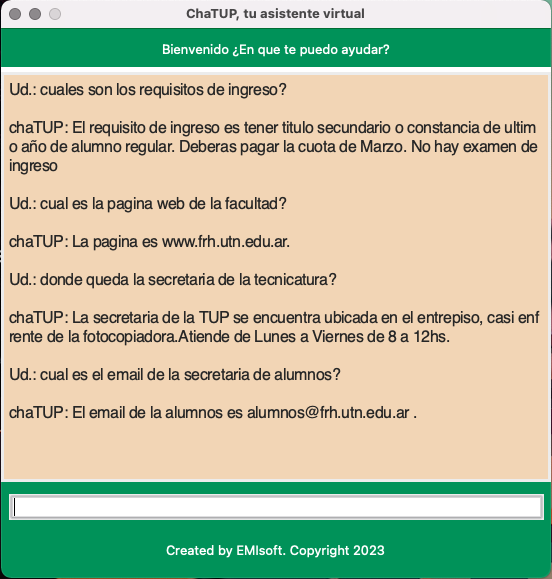 ChaTUP, tu asistente virtual
Bienvenido ¿En que te puedo ayudar?
Ud.: cuales son los requisitos de ingreso?
chaTUP: El requisito de ingreso es tener titulo secundario o constancia de ultim
o año de alumno regular. Deberas pagar la cuota de Marzo. No hay examen de
ingreso
Ud.: cual es la pagina web de la facultad?
chaTUP: La pagina es www.frh.utn.edu.ar.
Ud.: donde queda la secretaria de la tecnicatura?
chaTUP: La secretaria de la TUP se encuentra ubicada en el entrepiso, casi enf
rente de la fotocopiadora.Atiende de Lunes a Viernes de 8 a 12hs.
Ud.: cual es el email de la secretaria de alumnos?
chaTUP: El email de la alumnos es alumnos@frh.utn.edu.ar .
Created by EMIsoft. Copyright 2023